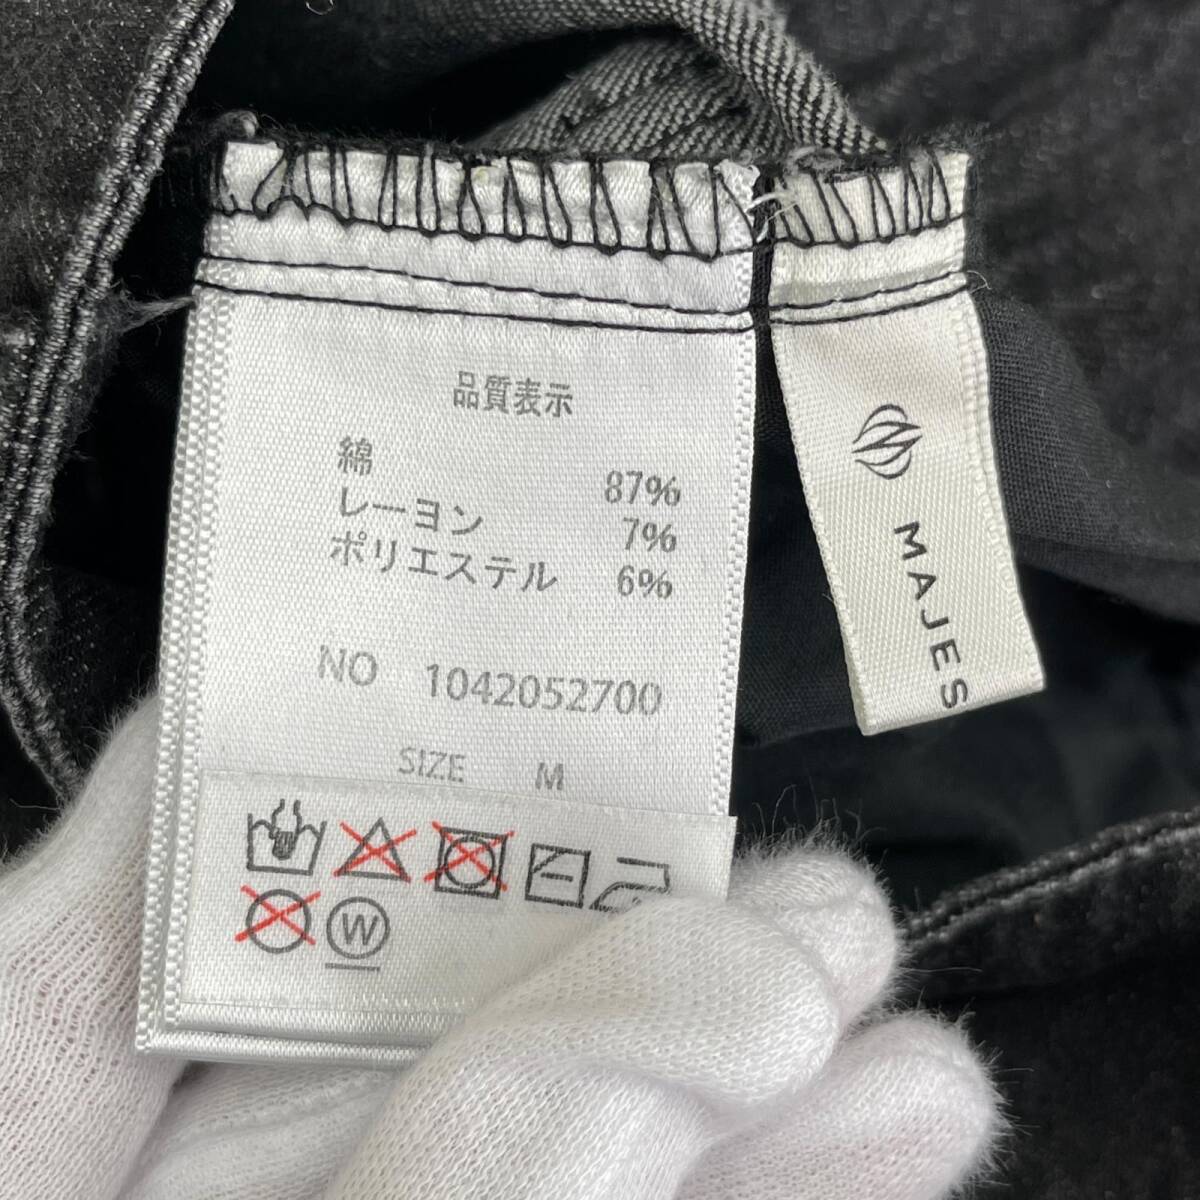 品質表示
綿 87%
レーヨン 7%
ポリエステル 6%
NO 1042052700
SIZE M
W
MAJES